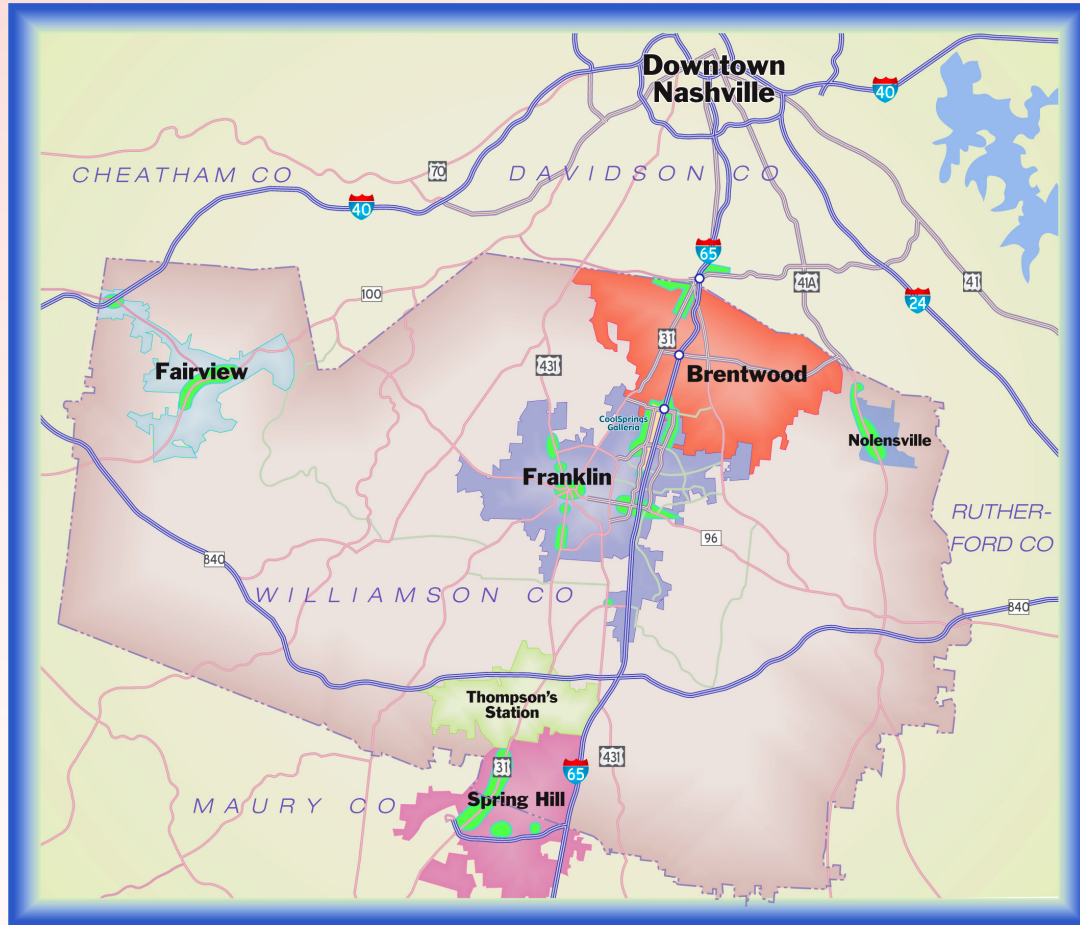 Downtown
Nashville
40
70
CHEATHAM CO
DAVIDSON CO
40
65
100
41A
41
24
31
431
Fairview
Brentwood
CoolSprings
Galleria
Nolensville
Franklin
RUTHER-
FORD CO
96
840
WILLIAMSON CO
840
Thompson's
Station
431
31
65
Spring Hill
MAURY CO